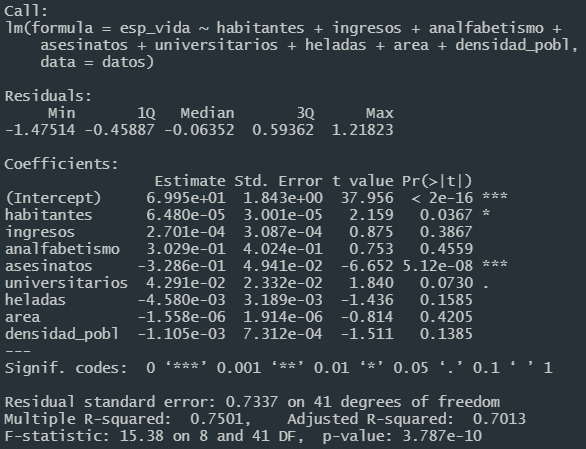 Call:
lm(formula = esp_vida ~ habitantes + ingresos + analfabetismo +
    asesinatos + universitarios + heladas + area + densidad_pobl,
    data = datos)

Residuals:
     Min       1Q   Median       3Q      Max
-1.47514 -0.45887 -0.06352  0.59362  1.21823

Coefficients:
                 Estimate Std. Error t value Pr(>|t|)
(Intercept)     6.995e+01  1.843e+00  37.956  < 2e-16 ***
habitantes      6.480e-05  3.001e-05   2.159   0.0367 *
ingresos        2.701e-04  3.087e-04   0.875   0.3867
analfabetismo   3.029e-01  4.024e-01   0.753   0.4559
asesinatos     -3.286e-01  4.941e-02  -6.652 5.12e-08 ***
universitarios  4.291e-02  2.332e-02   1.840   0.0730 .
heladas        -4.580e-03  3.189e-03  -1.436   0.1585
area           -1.558e-06  1.914e-06  -0.814   0.4205
densidad_pobl  -1.105e-03  7.312e-04  -1.511   0.1385
---
Signif. codes:  0 ‘***’ 0.001 ‘**’ 0.01 ‘*’ 0.05 ‘.’ 0.1 ‘ ’ 1

Residual standard error: 0.7337 on 41 degrees of freedom
Multiple R-squared:  0.7501,    Adjusted R-squared:  0.7013
F-statistic: 15.38 on 8 and 41 DF,  p-value: 3.787e-10